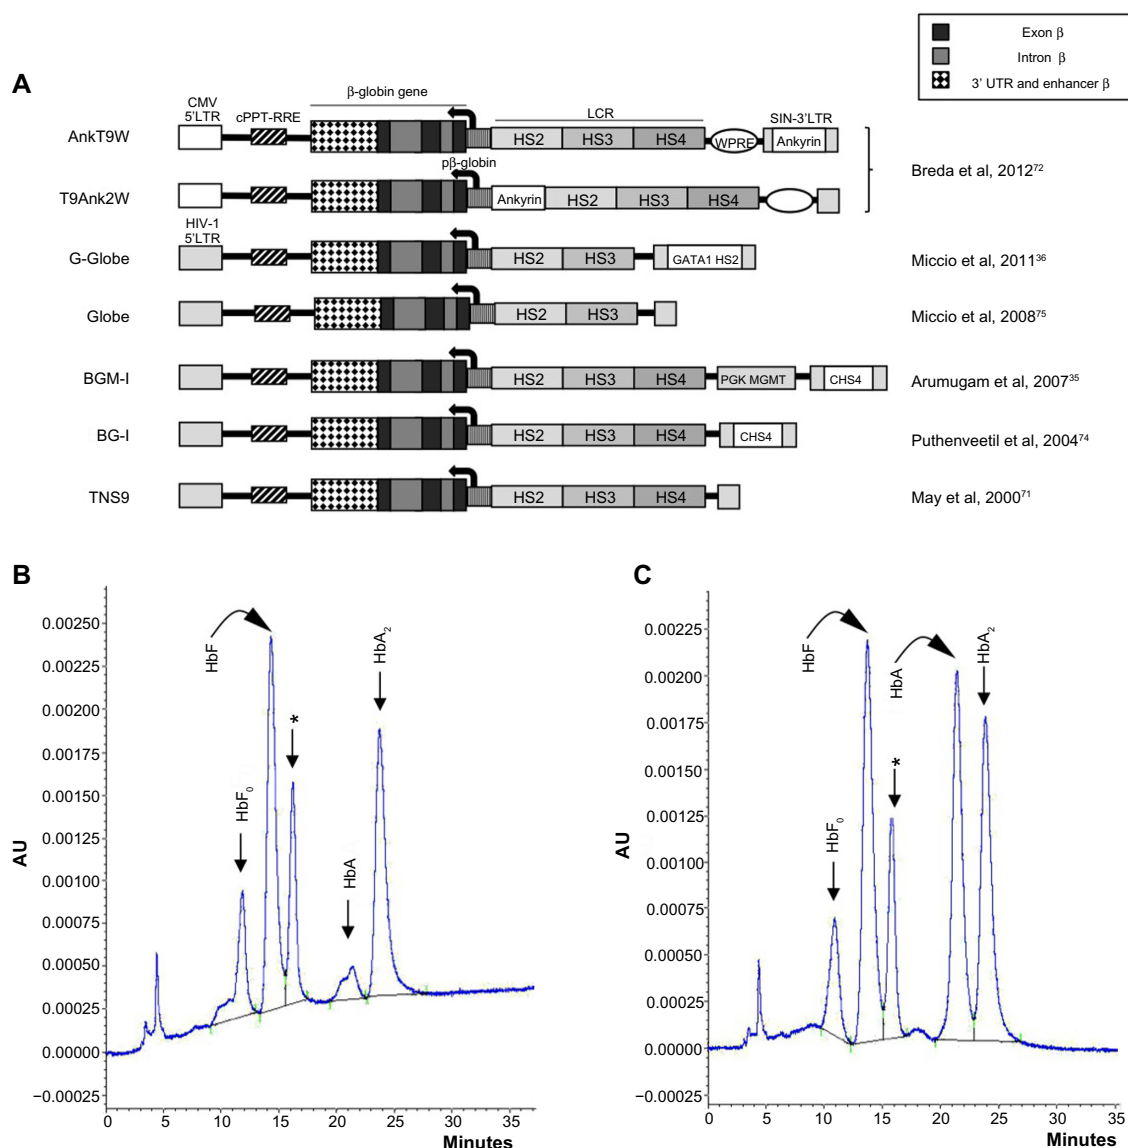 Exon β
Intron β
3' UTR and enhancer β
A
CMV
5'LTR
cPPT-RRE
β-globin gene
LCR
SIN-3'LTR
AnkT9W
HS2 HS3 HS4 WPRE Ankyrin
Breda et al, 2012⁷²
pβ-globin
T9Ank2W
Ankyrin HS2 HS3 HS4
HIV-1
5'LTR
G-Globe
HS2 HS3 GATA1 HS2
Miccio et al, 2011³⁶
Globe
HS2 HS3
Miccio et al, 2008⁷⁵
BGM-I
HS2 HS3 HS4 PGK MGMT CHS4
Arumugam et al, 2007³⁵
BG-I
HS2 HS3 HS4 CHS4
Puthenveetil et al, 2004⁷⁴
TNS9
HS2 HS3 HS4
May et al, 2000⁷¹
B
AU
0.00250
0.00225
0.00200
0.00175
0.00150
0.00125
0.00100
0.00075
0.00050
0.00025
0.00000
−0.00025
HbF₀
HbF
*
HbA
HbA₂
0 5 10 15 20 25 30 35
Minutes
C
AU
0.00225
0.00200
0.00175
0.00150
0.00125
0.00100
0.00075
0.00050
0.00025
0.00000
−0.00025
HbF₀
HbF
*
HbA
HbA₂
0 5 10 15 20 25 30 35
Minutes